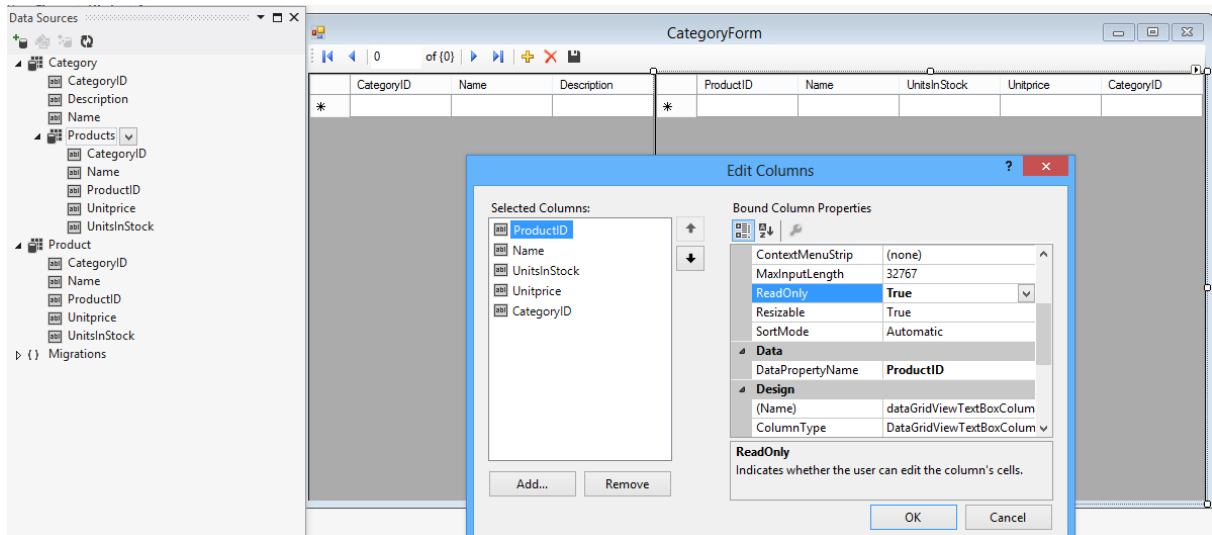 Data Sources
Category
CategoryID
Description
Name
Products
CategoryID
Name
ProductID
Unitprice
UnitsInStock
Product
CategoryID
Name
ProductID
Unitprice
UnitsInStock
{ } Migrations
CategoryForm
0 of {0}
CategoryID Name Description
ProductID Name UnitsInStock Unitprice CategoryID
Edit Columns
Selected Columns:
ProductID
Name
UnitsInStock
Unitprice
CategoryID
Add...
Remove
Bound Column Properties
ContextMenuStrip (none)
MaxInputLength 32767
ReadOnly True
Resizable True
SortMode Automatic
Data
DataPropertyName ProductID
Design
(Name) dataGridViewTextBoxColum
ColumnType DataGridViewTextBoxColum
ReadOnly
Indicates whether the user can edit the column's cells.
OK
Cancel